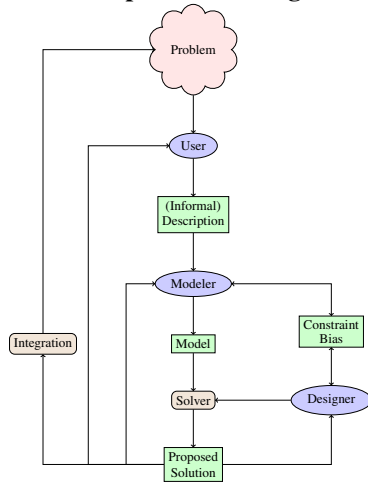 Problem
User
(Informal)
Description
Modeler
Integration
Model
Constraint
Bias
Solver
Designer
Proposed
Solution